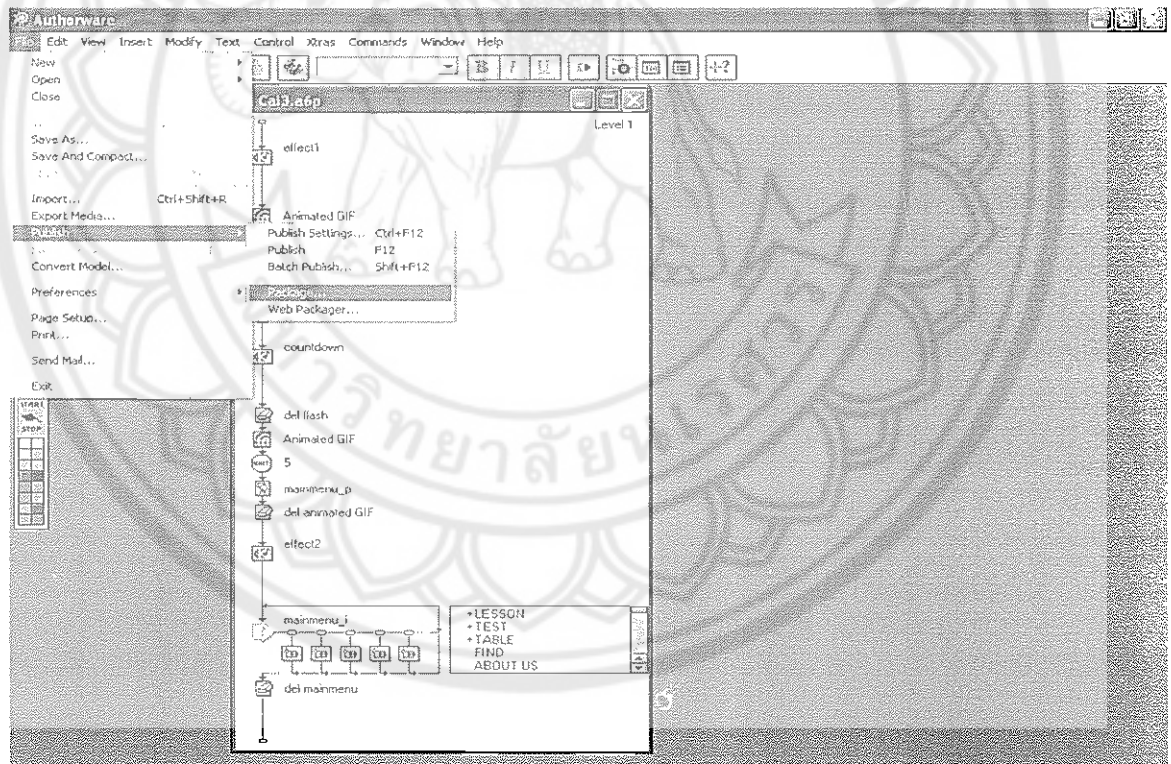 Authorware
Edit View Insert Modify Text Control Xtras Commands Window Help
New
Open
Close
Save As...
Save And Compact...
Import... Ctrl+Shift+R
Export Media...
Publish
Convert Model...
Preferences
Page Setup...
Print...
Send Mail...
Exit
START
STOP
B I U
Cal3.a6p
Level 1
effect1
Animated GIF
Publish Settings... Ctrl+F12
Publish F12
Batch Publish... Shift+F12
Package...
Web Packager...
countdown
del flash
Animated GIF
WAIT 5
mainmenu_p
del animated GIF
effect2
mainmenu_i
+LESSON
+TEST
+TABLE
FIND
ABOUT US
del mainmenu
วิทยาลัย